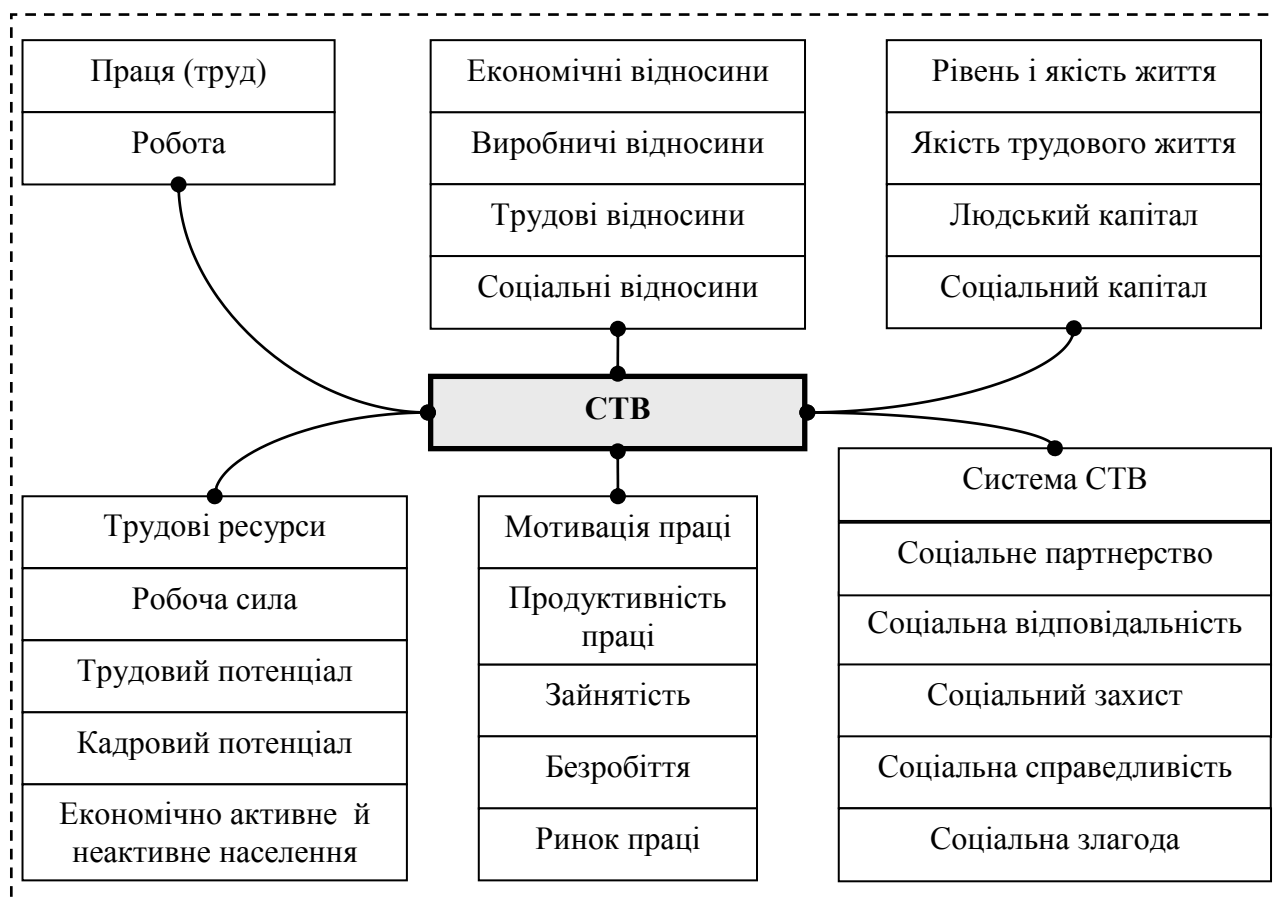 Праця (труд)
Робота
Економічні відносини
Виробничі відносини
Трудові відносини
Соціальні відносини
Рівень і якість життя
Якість трудового життя
Людський капітал
Соціальний капітал
СТВ
Трудові ресурси
Робоча сила
Трудовий потенціал
Кадровий потенціал
Економічно активне й
неактивне населення
Мотивація праці
Продуктивність
праці
Зайнятість
Безробіття
Ринок праці
Система СТВ
Соціальне партнерство
Соціальна відповідальність
Соціальний захист
Соціальна справедливість
Соціальна злагода